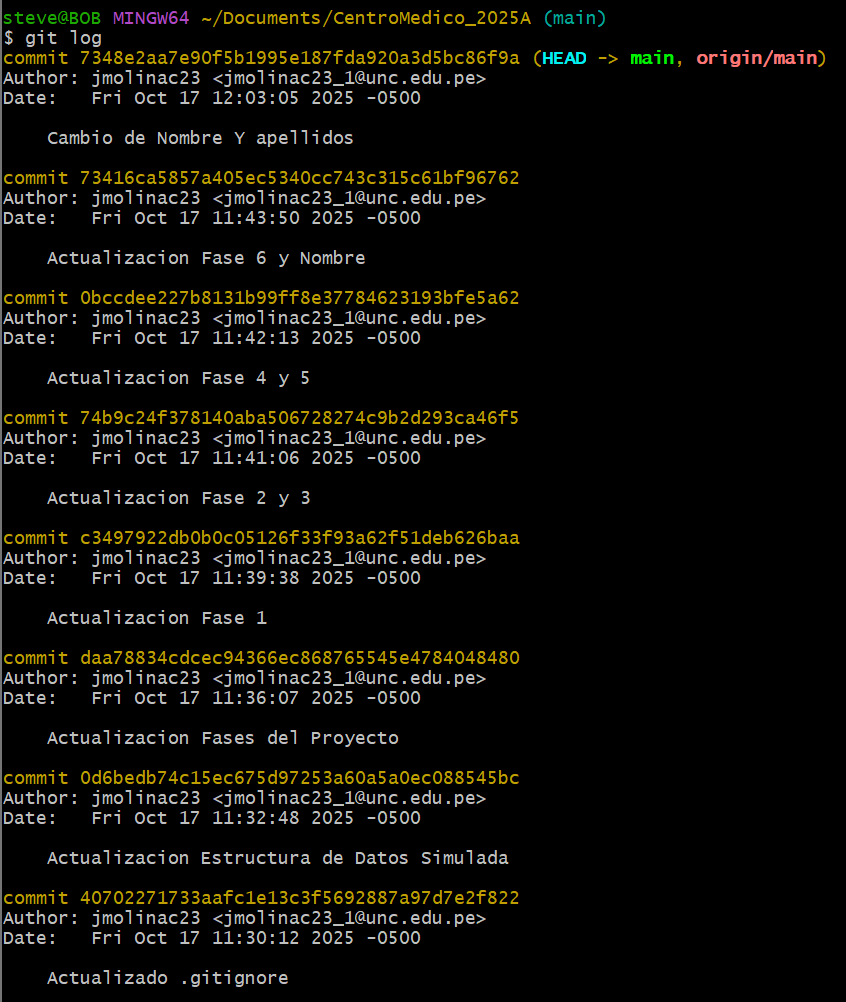 steve@BOB MINGW64 ~/Documents/CentroMedico_2025A (main)
$ git log
commit 7348e2aa7e90f5b1995e187fda920a3d5bc86f9a (HEAD -> main, origin/main)
Author: jmolinac23 <jmolinac23_1@unc.edu.pe>
Date:   Fri Oct 17 12:03:05 2025 -0500
    Cambio de Nombre Y apellidos
commit 73416ca5857a405ec5340cc743c315c61bf96762
Author: jmolinac23 <jmolinac23_1@unc.edu.pe>
Date:   Fri Oct 17 11:43:50 2025 -0500
    Actualizacion Fase 6 y Nombre
commit 0bccdee227b8131b99ff8e37784623193bfe5a62
Author: jmolinac23 <jmolinac23_1@unc.edu.pe>
Date:   Fri Oct 17 11:42:13 2025 -0500
    Actualizacion Fase 4 y 5
commit 74b9c24f378140aba506728274c9b2d293ca46f5
Author: jmolinac23 <jmolinac23_1@unc.edu.pe>
Date:   Fri Oct 17 11:41:06 2025 -0500
    Actualizacion Fase 2 y 3
commit c3497922db0b0c05126f33f93a62f51deb626baa
Author: jmolinac23 <jmolinac23_1@unc.edu.pe>
Date:   Fri Oct 17 11:39:38 2025 -0500
    Actualizacion Fase 1
commit daa78834cdcec94366ec868765545e4784048480
Author: jmolinac23 <jmolinac23_1@unc.edu.pe>
Date:   Fri Oct 17 11:36:07 2025 -0500
    Actualizacion Fases del Proyecto
commit 0d6bedb74c15ec675d97253a60a5a0ec088545bc
Author: jmolinac23 <jmolinac23_1@unc.edu.pe>
Date:   Fri Oct 17 11:32:48 2025 -0500
    Actualizacion Estructura de Datos Simulada
commit 40702271733aafc1e13c3f5692887a97d7e2f822
Author: jmolinac23 <jmolinac23_1@unc.edu.pe>
Date:   Fri Oct 17 11:30:12 2025 -0500
    Actualizado .gitignore